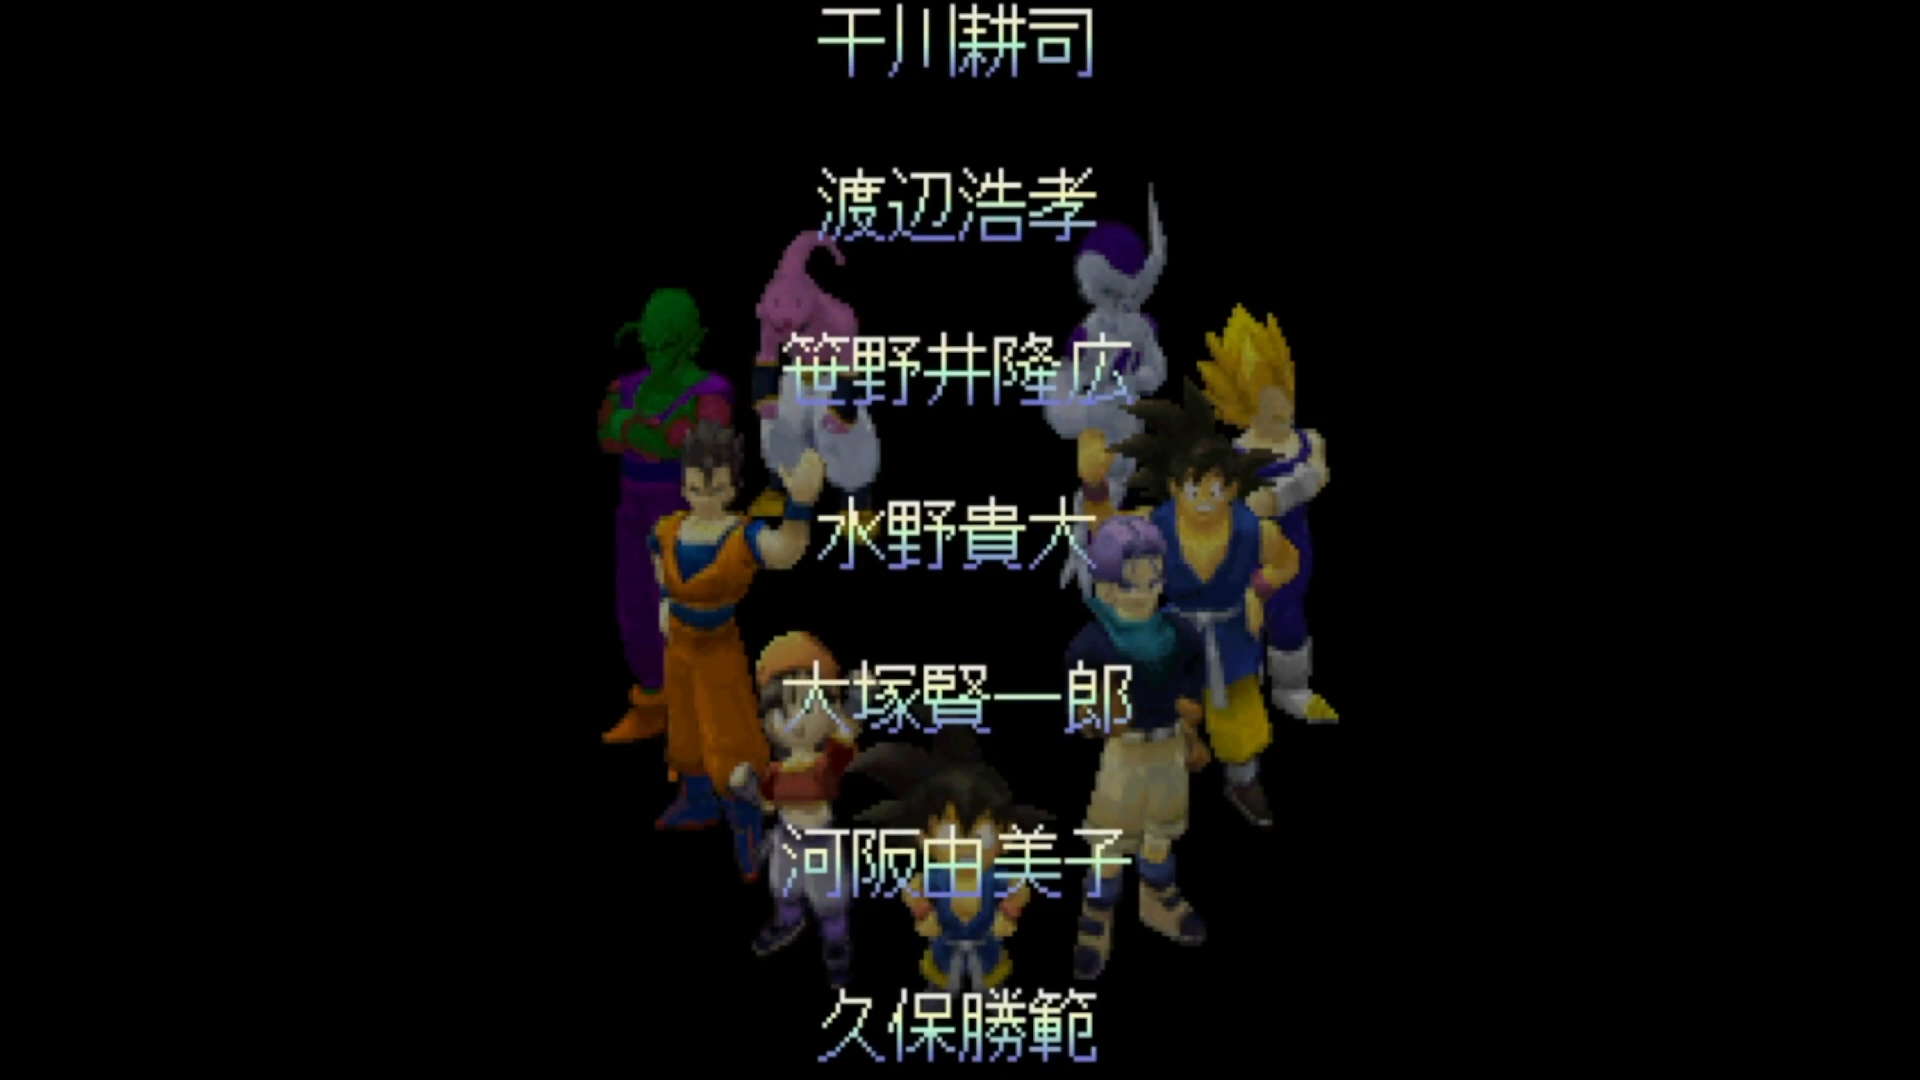 干川耕司
渡辺浩孝
笹野井隆広
水野貴大
大塚賢一郎
河阪由美子
久保勝範